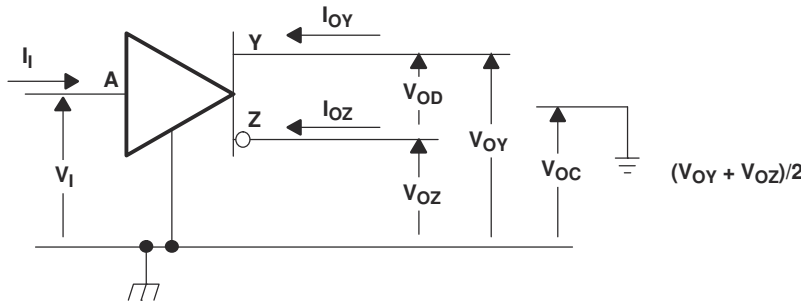 I_OY
I_I
A
Y
V_OD
I_OZ
Z
V_OY
V_I
V_OZ
V_OC
(V_OY + V_OZ)/2